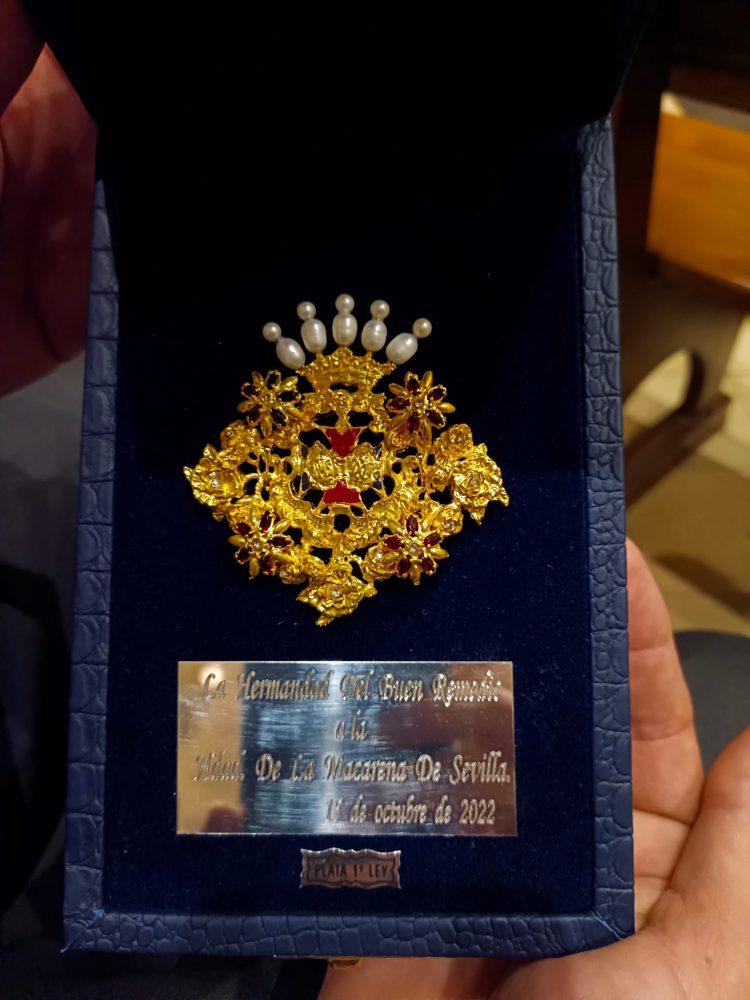 La Hermandad Del Buen Remedio
a la
Hdad. De La Macarena De Sevilla.
11 de octubre de 2022
PLATA 1ª LEY